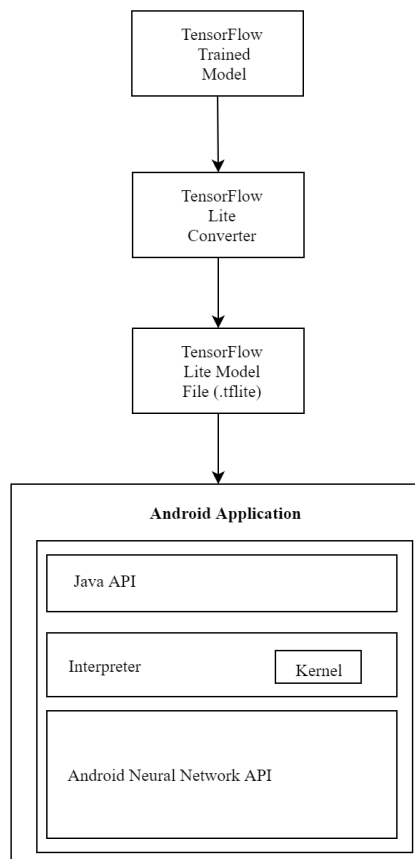 TensorFlow
Trained
Model
TensorFlow
Lite
Converter
TensorFlow
Lite Model
File (.tflite)
Android Application
Java API
Interpreter
Kernel
Android Neural Network API